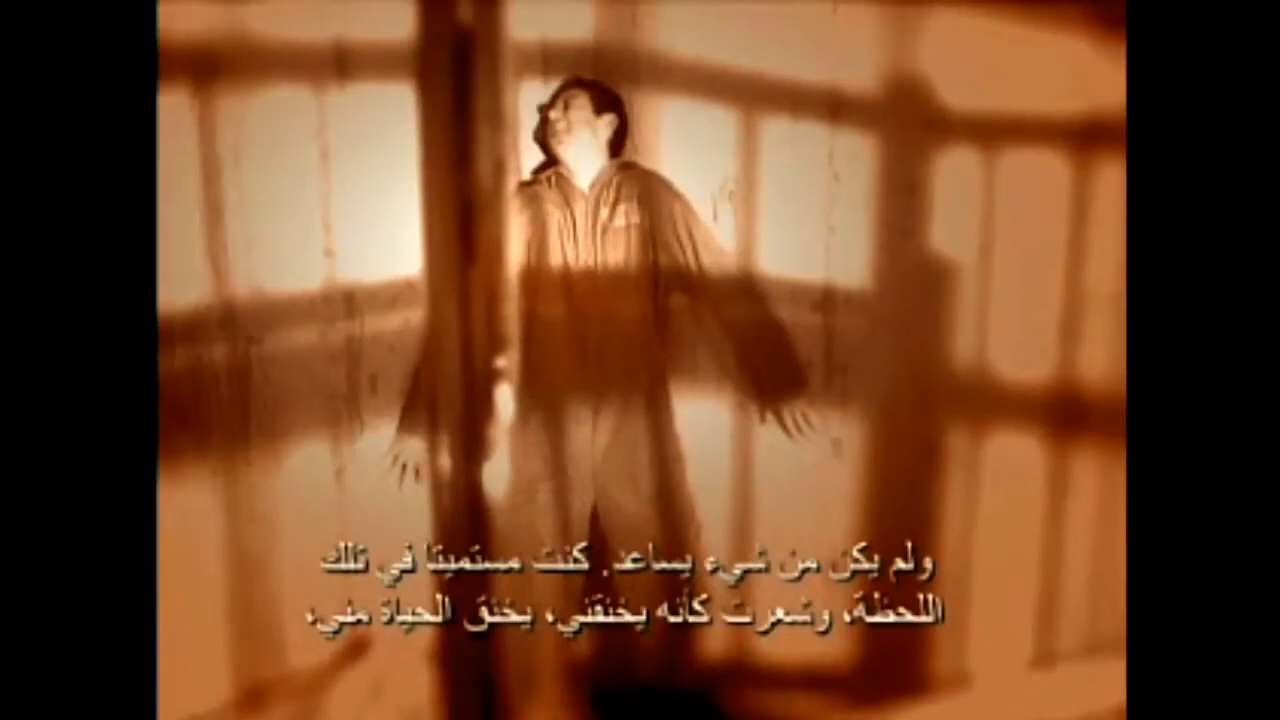 ولم يكن من شيء يساعد. كنت مستميتا في تلك
اللحظة، وشعرت كأنه يخنقني، يخنق الحياة مني،